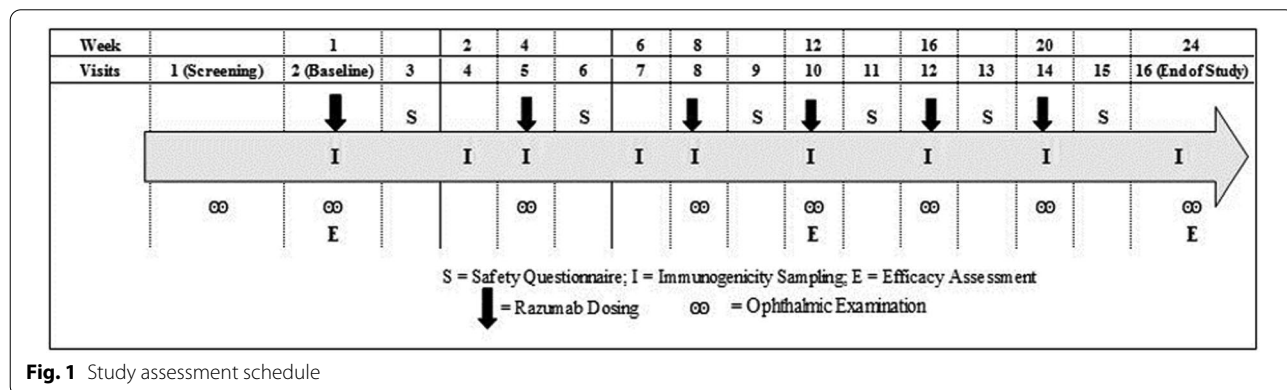 Week 1 2 4 6 8 12 16 20 24
Visits 1 (Screening) 2 (Baseline) 3 4 5 6 7 8 9 10 11 12 13 14 15 16 (End of Study)
S S S S S S
I I I I I I I I I
E E E
S = Safety Questionnaire; I = Immunogenicity Sampling; E = Efficacy Assessment
= Razumab Dosing = Ophthalmic Examination
Fig. 1 Study assessment schedule